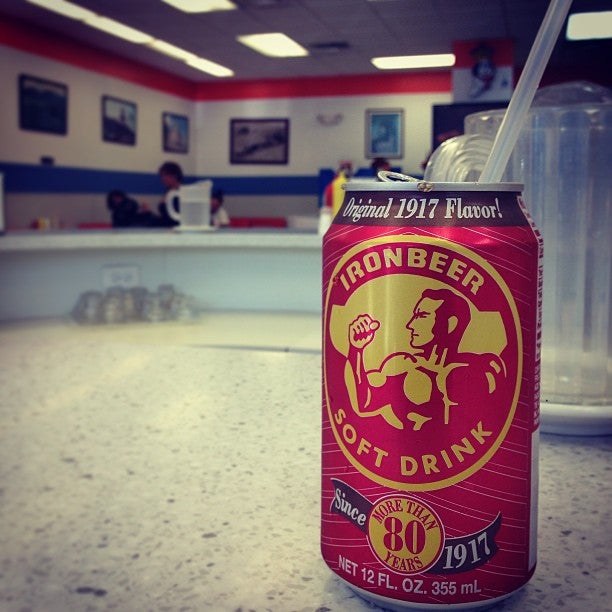 Original 1917 Flavor!
IRONBEER
SOFT DRINK
Since
MORE THAN
80
YEARS
1917
NET 12 FL. OZ. 355 mL